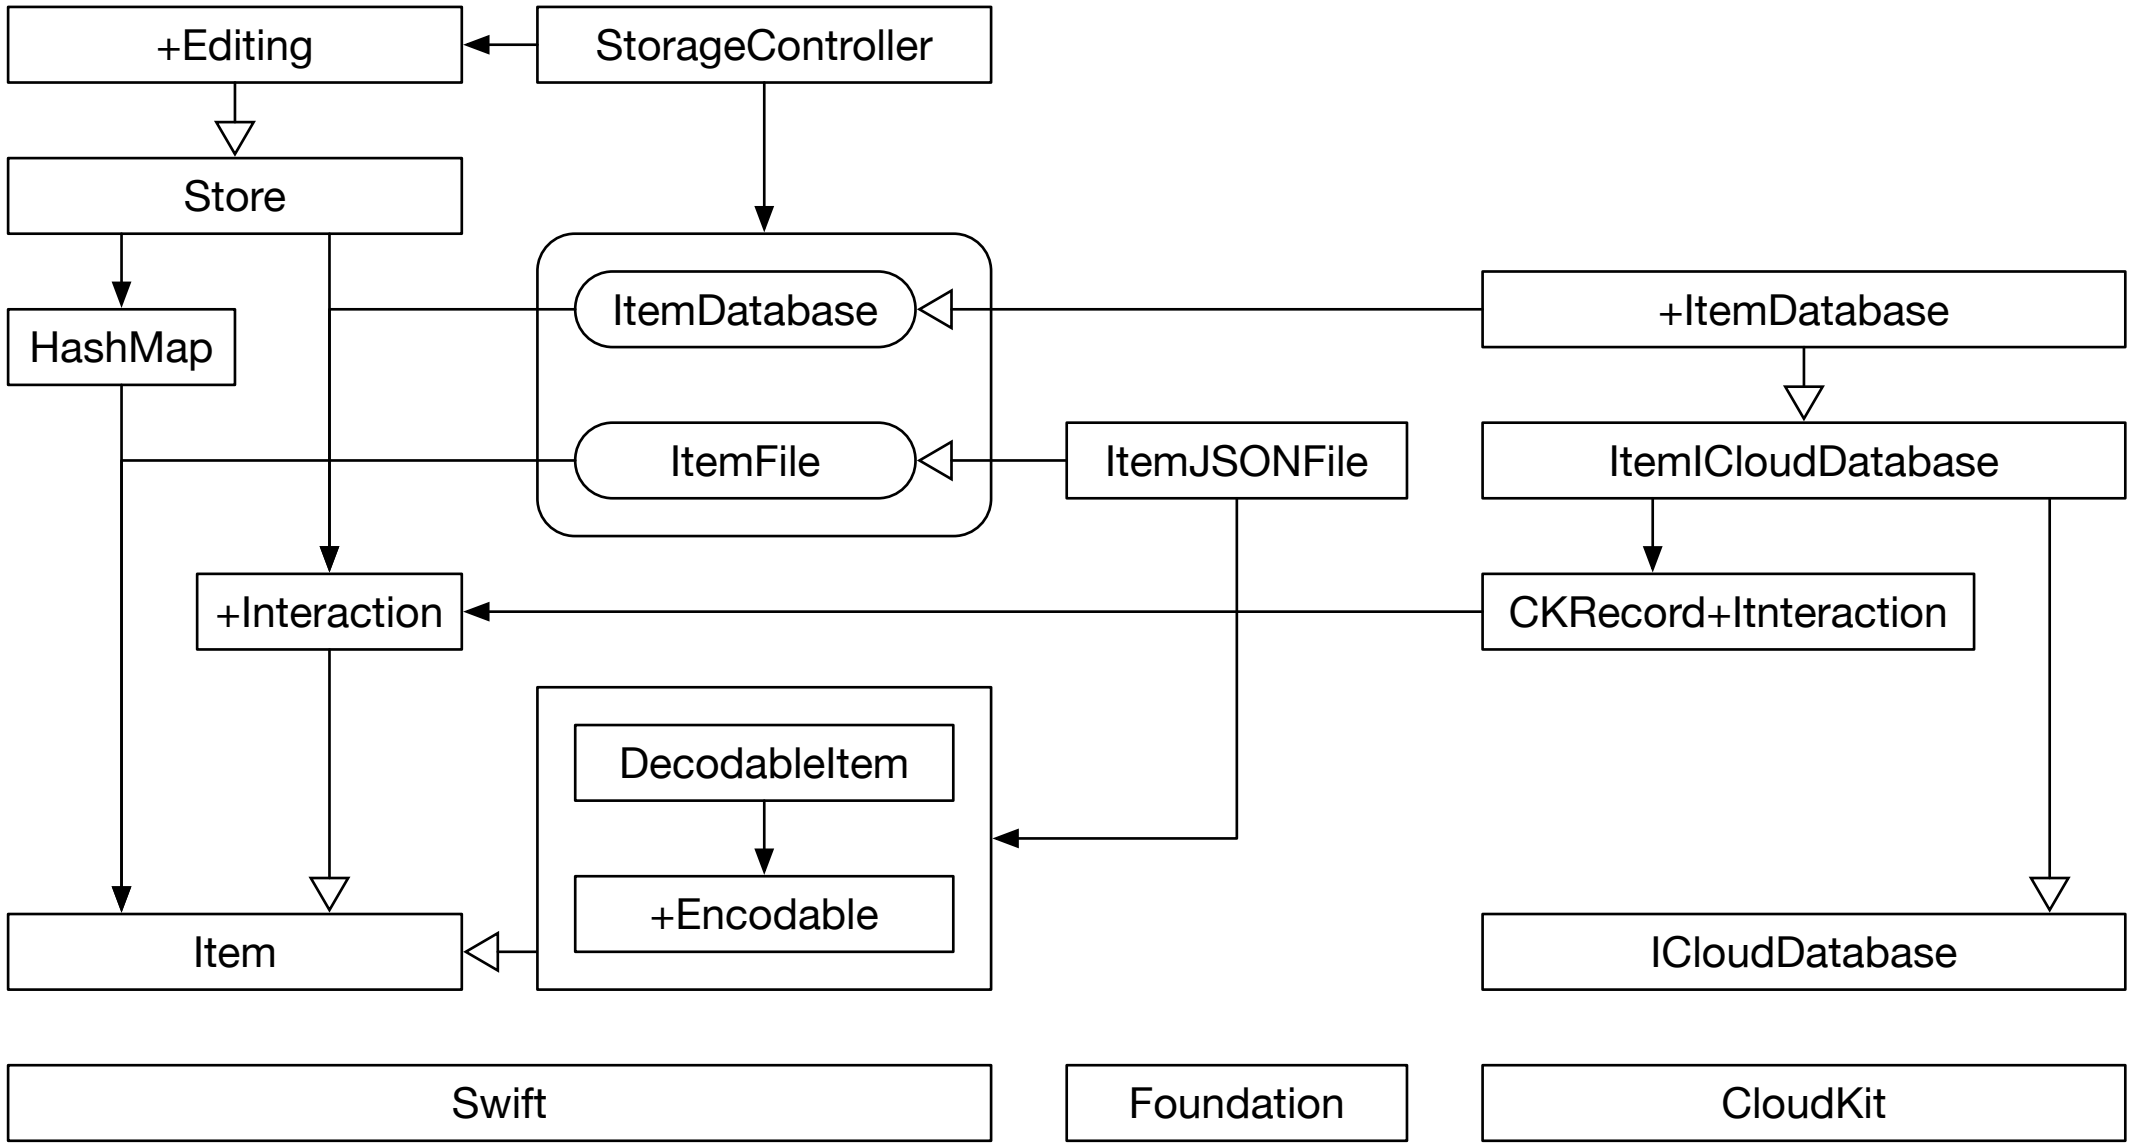 +Editing
StorageController
Store
ItemDatabase
+ItemDatabase
HashMap
ItemFile
ItemJSONFile
ItemICloudDatabase
+Interaction
CKRecord+Itnteraction
DecodableItem
+Encodable
Item
ICloudDatabase
Swift
Foundation
CloudKit